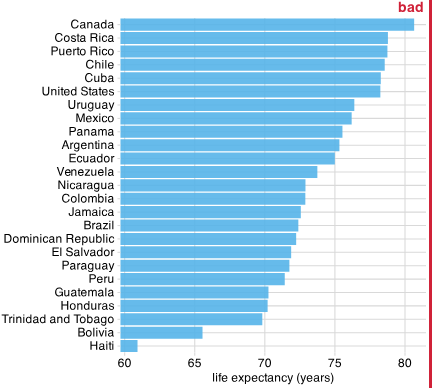 bad
Canada
Costa Rica
Puerto Rico
Chile
Cuba
United States
Uruguay
Mexico
Panama
Argentina
Ecuador
Venezuela
Nicaragua
Colombia
Jamaica
Brazil
Dominican Republic
El Salvador
Paraguay
Peru
Guatemala
Honduras
Trinidad and Tobago
Bolivia
Haiti
60 65 70 75 80
life expectancy (years)